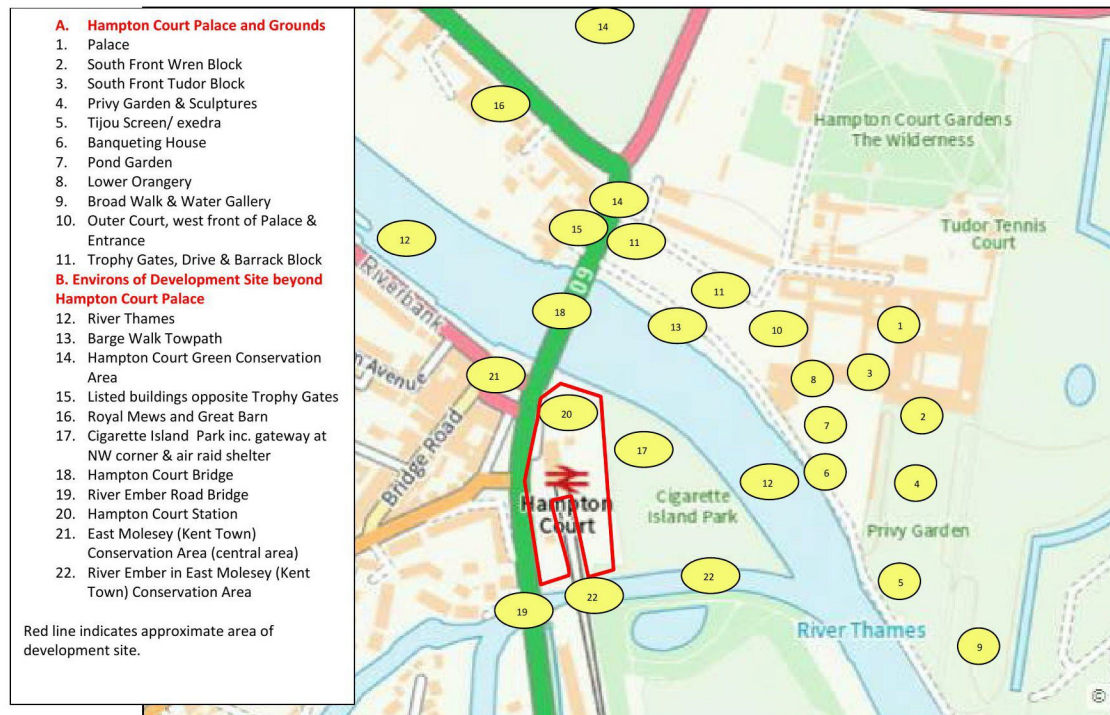 A. Hampton Court Palace and Grounds
1. Palace
2. South Front Wren Block
3. South Front Tudor Block
4. Privy Garden & Sculptures
5. Tijou Screen/ exedra
6. Banqueting House
7. Pond Garden
8. Lower Orangery
9. Broad Walk & Water Gallery
10. Outer Court, west front of Palace &
Entrance
11. Trophy Gates, Drive & Barrack Block
B. Environs of Development Site beyond
Hampton Court Palace
12. River Thames
13. Barge Walk Towpath
14. Hampton Court Green Conservation
Area
15. Listed buildings opposite Trophy Gates
16. Royal Mews and Great Barn
17. Cigarette Island Park inc. gateway at
NW corner & air raid shelter
18. Hampton Court Bridge
19. River Ember Road Bridge
20. Hampton Court Station
21. East Molesey (Kent Town)
Conservation Area (central area)
22. River Ember in East Molesey (Kent
Town) Conservation Area
Red line indicates approximate area of
development site.
14
16
Hampton Court Gardens
The Wilderness
14
15
11
12
Tudor Tennis
Court
Riverbank
09
11
18
13
10
1
21
Avenue
8
3
20
2
Bridge Road
17
7
Hampton
Court
Cigarette
Island Park
12
6
4
Privy Garden
22
5
22
19
River Thames
9
©